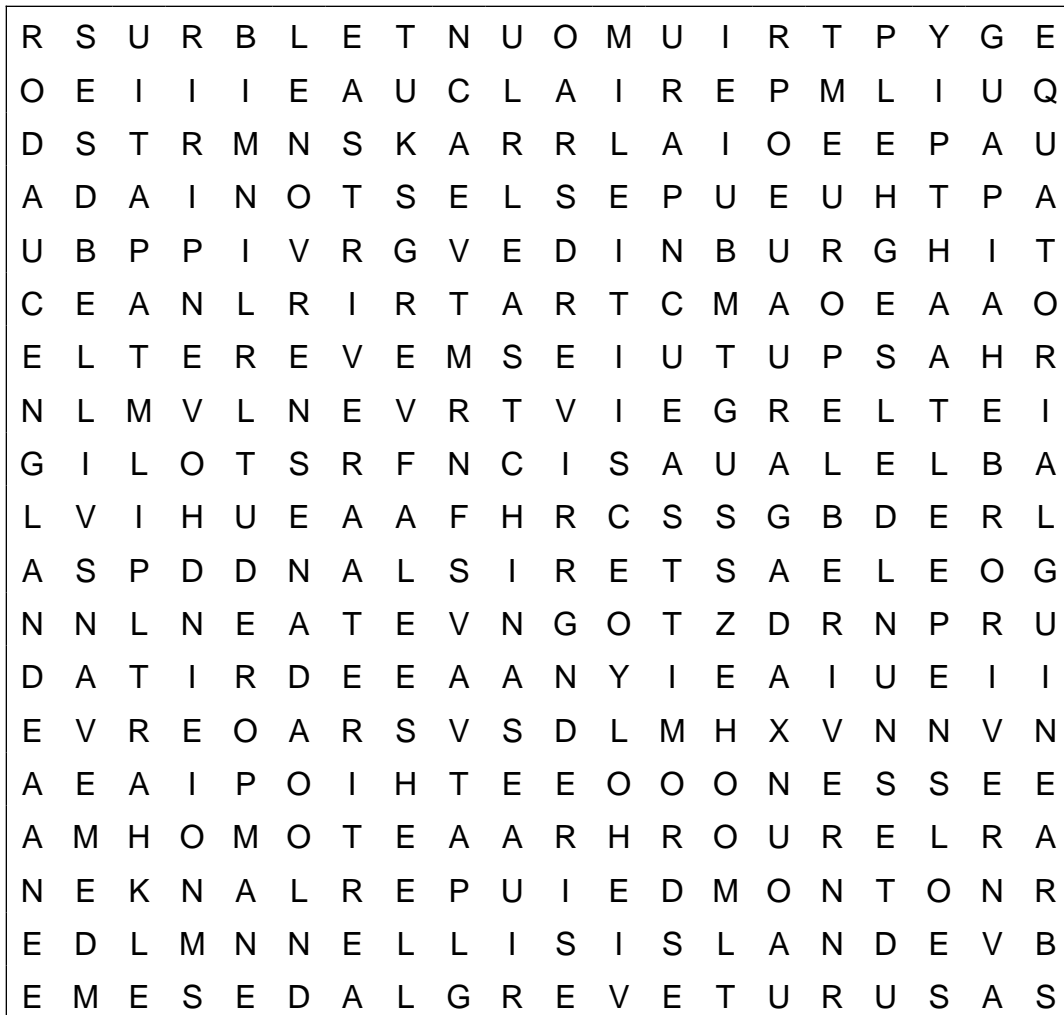 R S U R B L E T N U O M U I R T P Y G E
O E I I I E A U C L A I R E P M L I U Q
D S T R M N S K A R R L A I O E E P A U
A D A I N O T S E L S E P U E U H T P A
U B P P I V R G V E D I N B U R G H I T
C E A N L R I R T A R T C M A O E A A O
E L T E R E V E M S E I U T U P S A H R
N L M V L N E V R T V I E G R E L T E I
G I L O T S R F N C I S A U A L E L B A
L V I H U E A A F H R C S S G B D E R L
A S P D D N A L S I R E T S A E L E O G
N N L N E A T E V N G O T Z D R N P R U
D A T I R D E E A A N Y I E A I U E I I
E V R E O A R S V S D L M H X V N N V N
A E A I P O I H T E E O O O N E S S E E
A M H O M O T E A A R H R O U R E L R A
N E K N A L R E P U I E D M O N T O N R
E D L M N N E L L I S I S L A N D E V B
E M E S E D A L G R E V E T U R U S A S